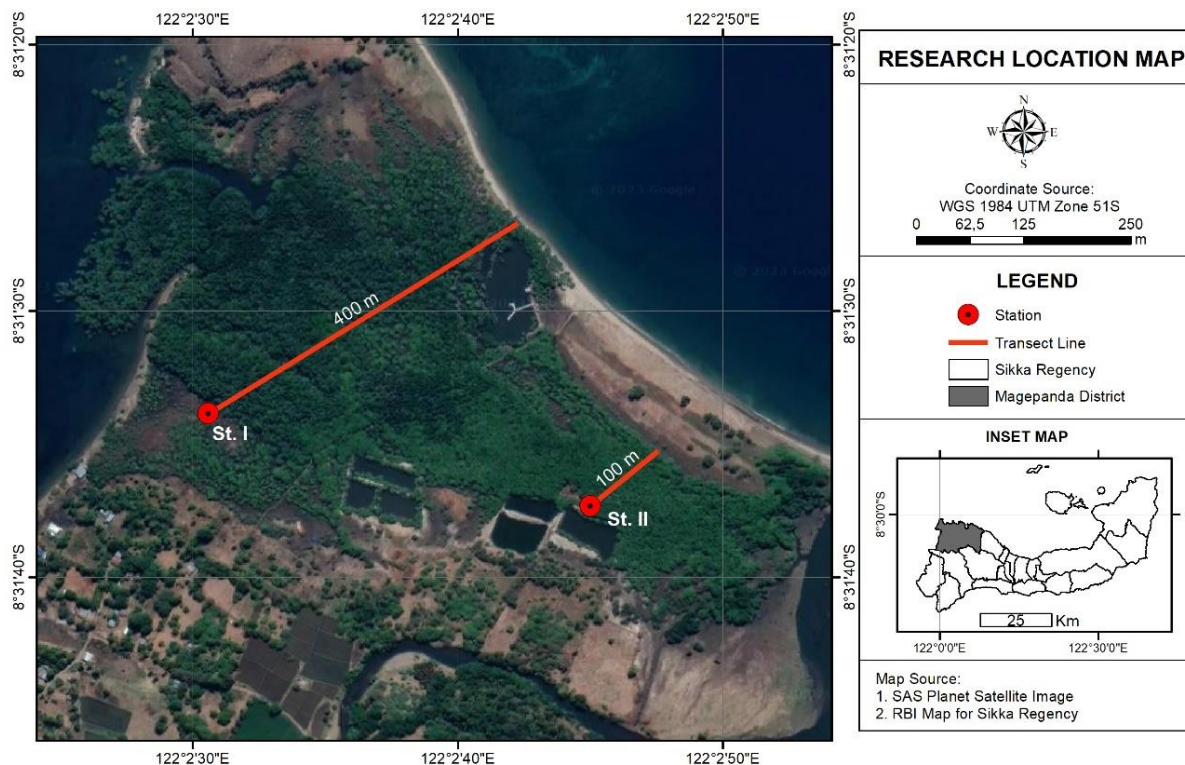 122°2'30"E
122°2'40"E
122°2'50"E
8°31'20"S
8°31'20"S
© 2023 Google
© 2023 Google
400 m
8°31'30"S
8°31'30"S
St. I
100 m
St. II
8°31'40"S
8°31'40"S
122°2'30"E
122°2'40"E
122°2'50"E
RESEARCH LOCATION MAP
N
W
E
S
Coordinate Source:
WGS 1984 UTM Zone 51S
0 62,5 125 250
m
LEGEND
Station
Transect Line
Sikka Regency
Magepanda District
INSET MAP
8°30'0"S
25 Km
122°0'0"E
122°30'0"E
Map Source:
1. SAS Planet Satellite Image
2. RBI Map for Sikka Regency